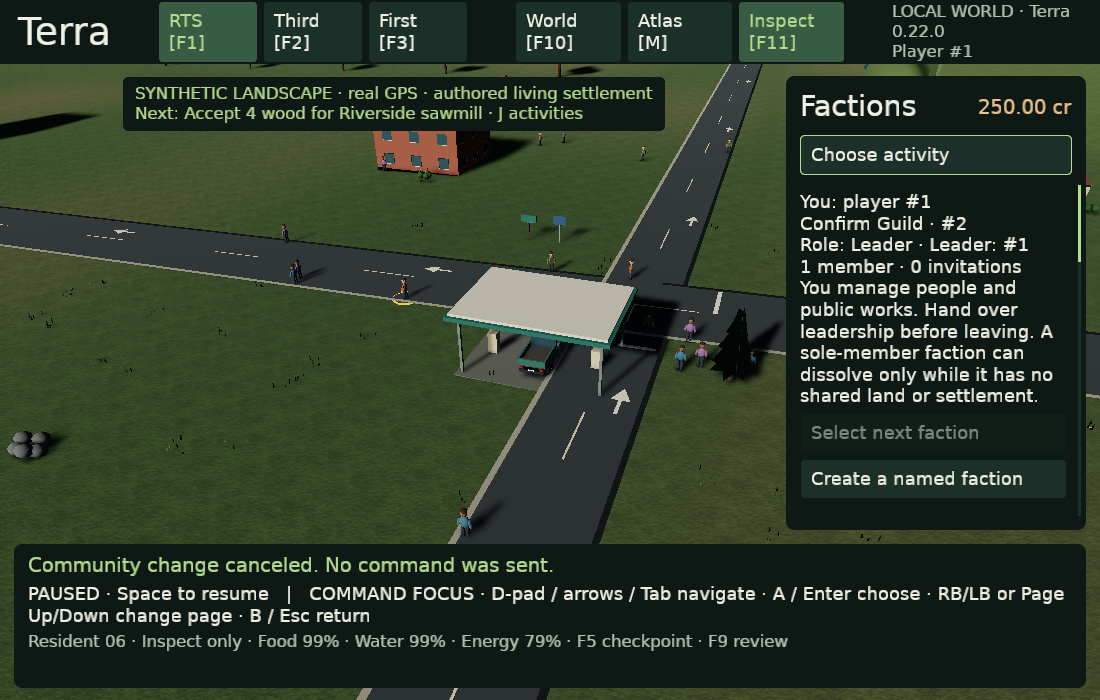 Terra
RTS
[F1]
Third
[F2]
First
[F3]
World
[F10]
Atlas
[M]
Inspect
[F11]
LOCAL WORLD · Terra
0.22.0
Player #1
SYNTHETIC LANDSCAPE · real GPS · authored living settlement
Next: Accept 4 wood for Riverside sawmill · J activities
Factions
250.00 cr
Choose activity
You: player #1
Confirm Guild · #2
Role: Leader · Leader: #1
1 member · 0 invitations
You manage people and
public works. Hand over
leadership before leaving. A
sole-member faction can
dissolve only while it has no
shared land or settlement.
Select next faction
Create a named faction
Community change canceled. No command was sent.
PAUSED · Space to resume | COMMAND FOCUS · D-pad / arrows / Tab navigate · A / Enter choose · RB/LB or Page
Up/Down change page · B / Esc return
Resident 06 · Inspect only · Food 99% · Water 99% · Energy 79% · F5 checkpoint · F9 review